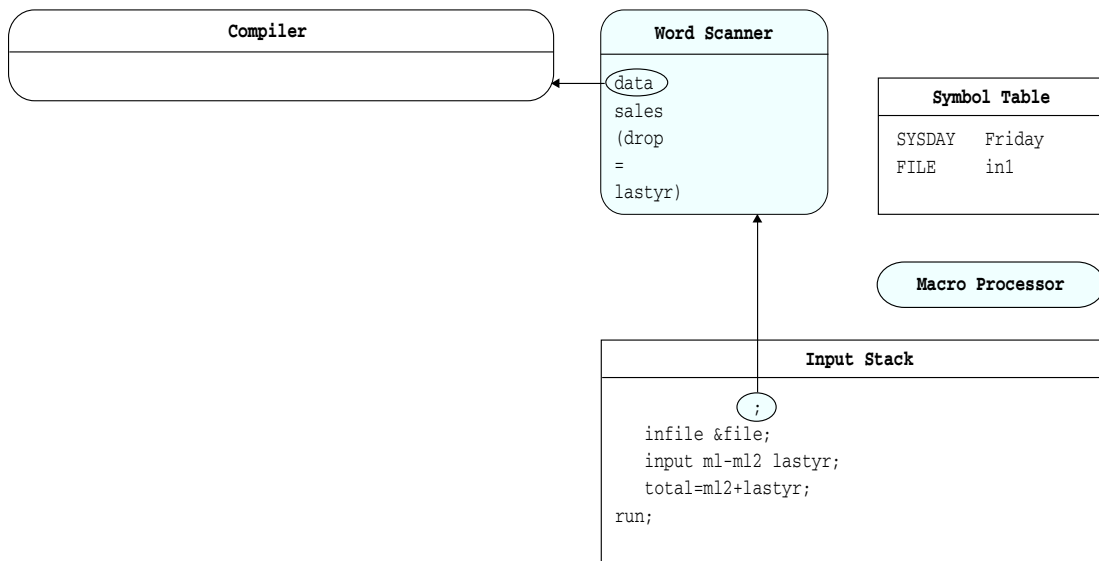 Compiler
Word Scanner
data
sales
(drop
=
lastyr)
Symbol Table
SYSDAY Friday
FILE in1
Macro Processor
Input Stack
;
infile &file;
input ml-ml2 lastyr;
total=ml2+lastyr;
run;